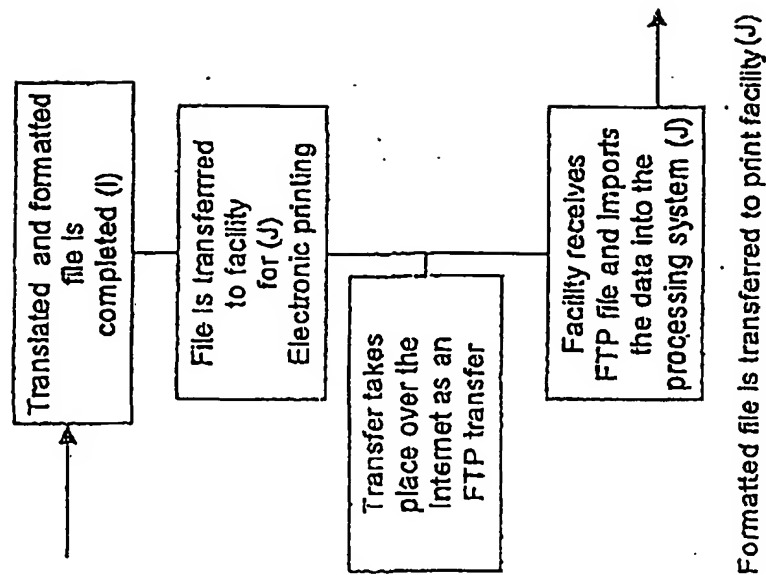 Translated and formatted
file is
completed (I)
File is transferrred
to facility
for (J)
Electronic printing
Transfer takes
place over the
Internet as an
FTP transfer
Facility receives
FTP file and Imports
the data into the
processing system (J)
Formatted file is transferred to print facility (J)